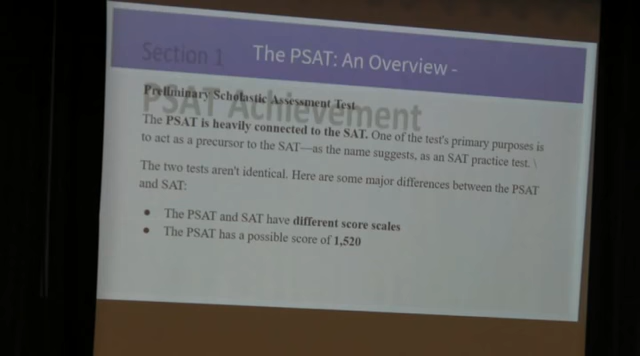 Section 1
The PSAT: An Overview -
PSAT Achievement
Preliminary Scholastic Assessment Test
The PSAT is heavily connected to the SAT. One of the test's primary purposes is
to act as a precursor to the SAT—as the name suggests, as an SAT practice test. \
The two tests aren't identical. Here are some major differences between the PSAT
and SAT:
● The PSAT and SAT have different score scales
● The PSAT has a possible score of 1,520